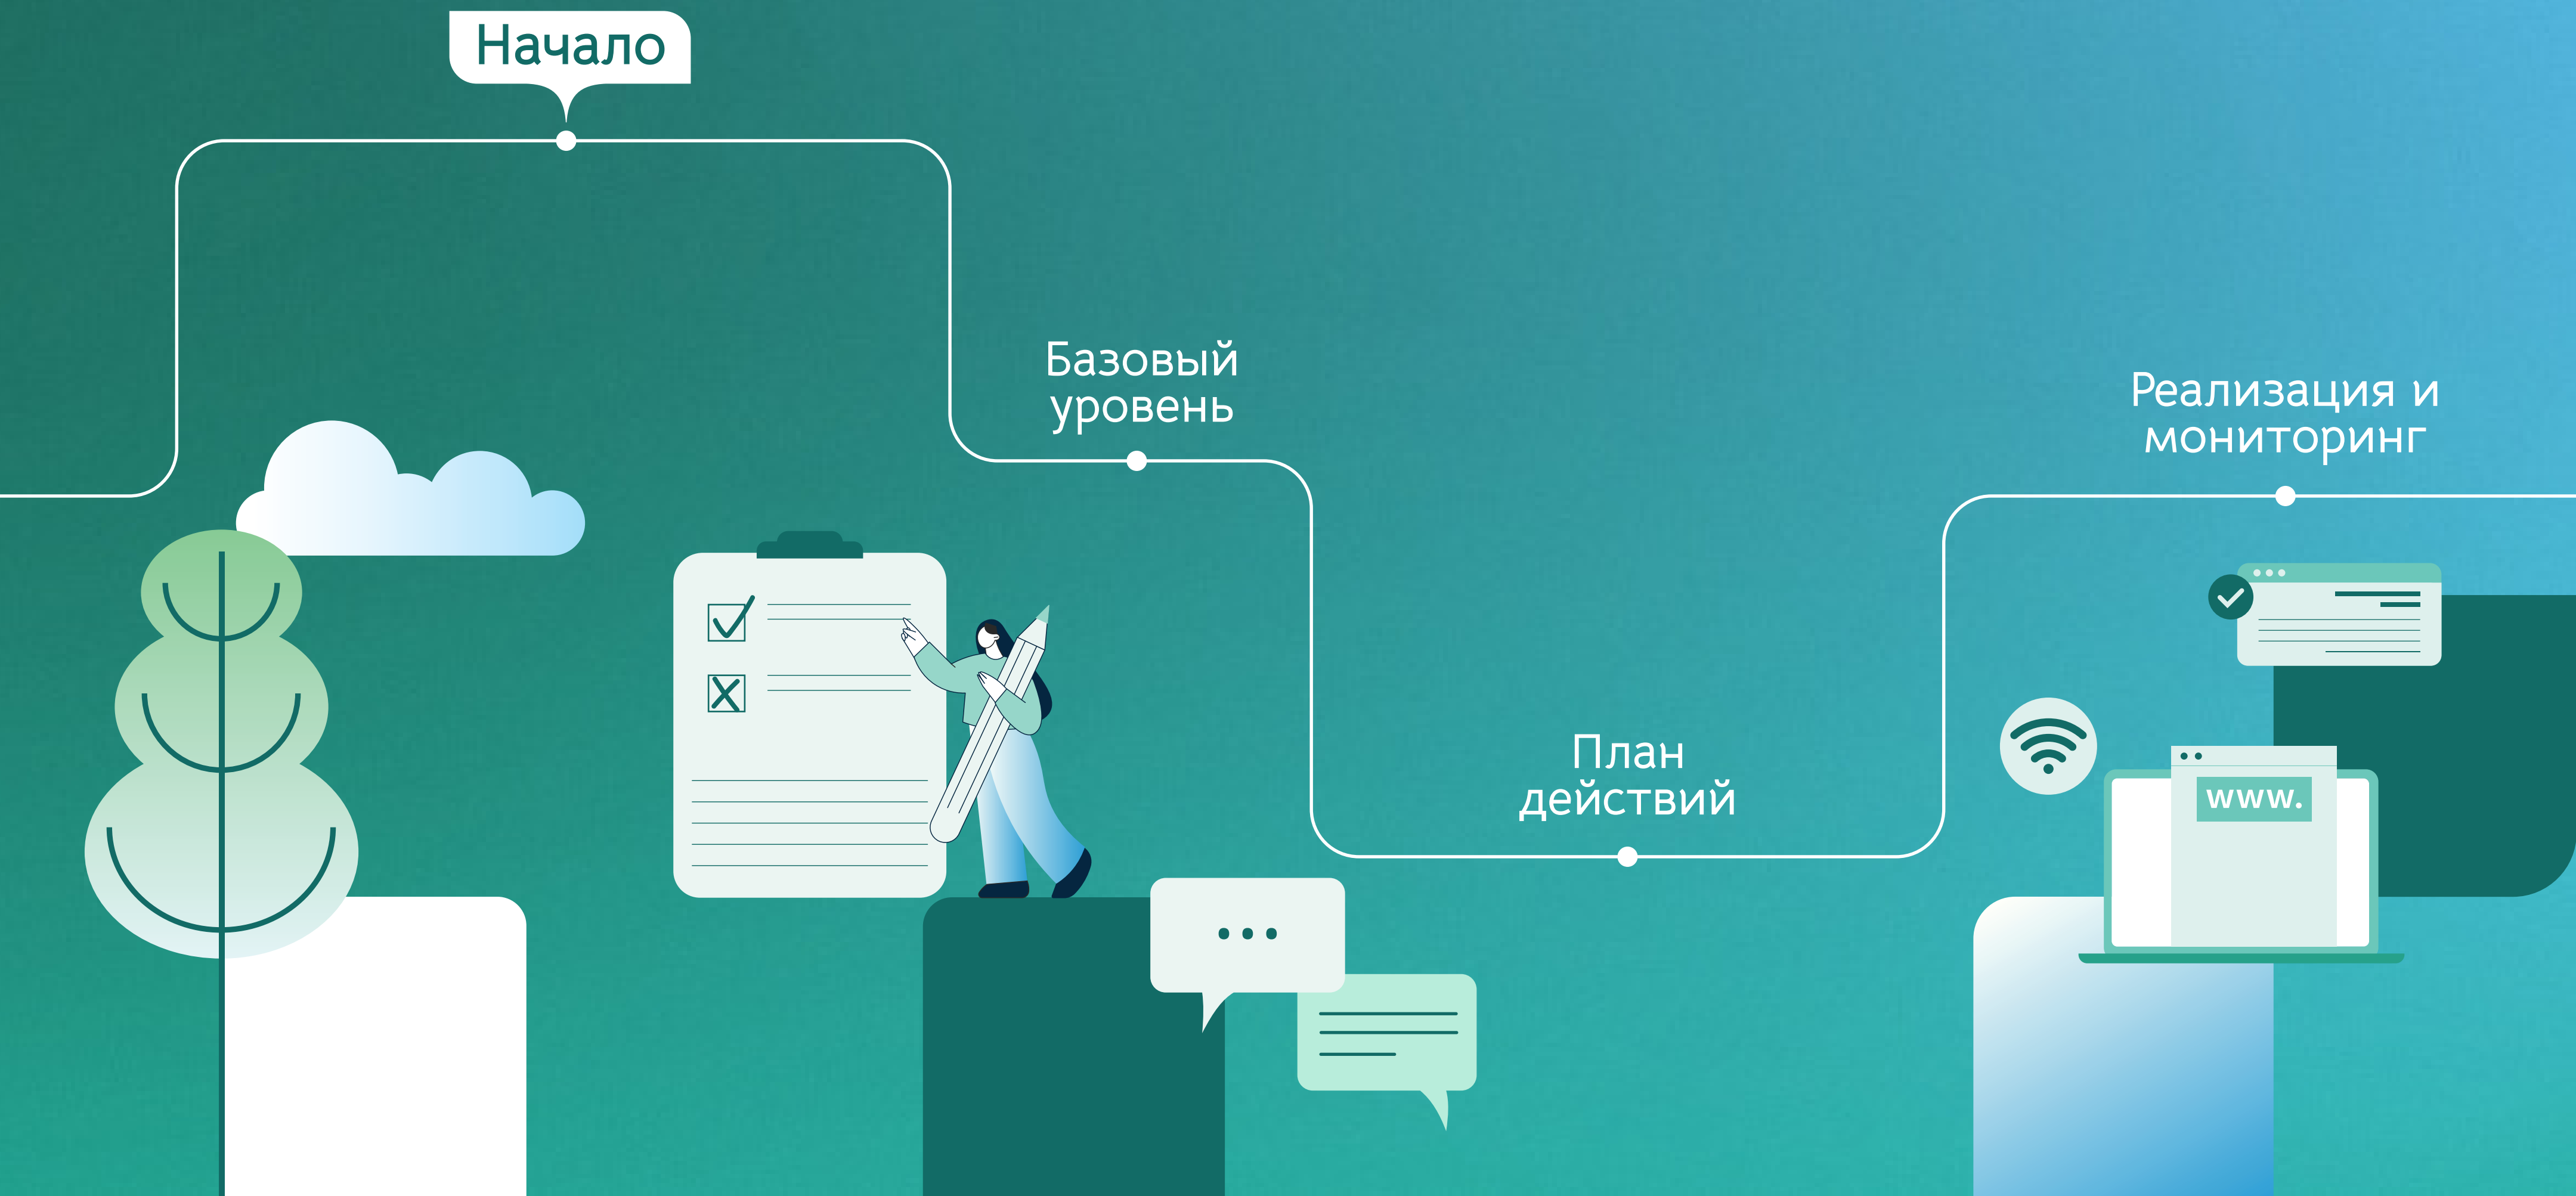 Начало
Базовый
уровень
План
действий
Реализация и
мониторинг
www.